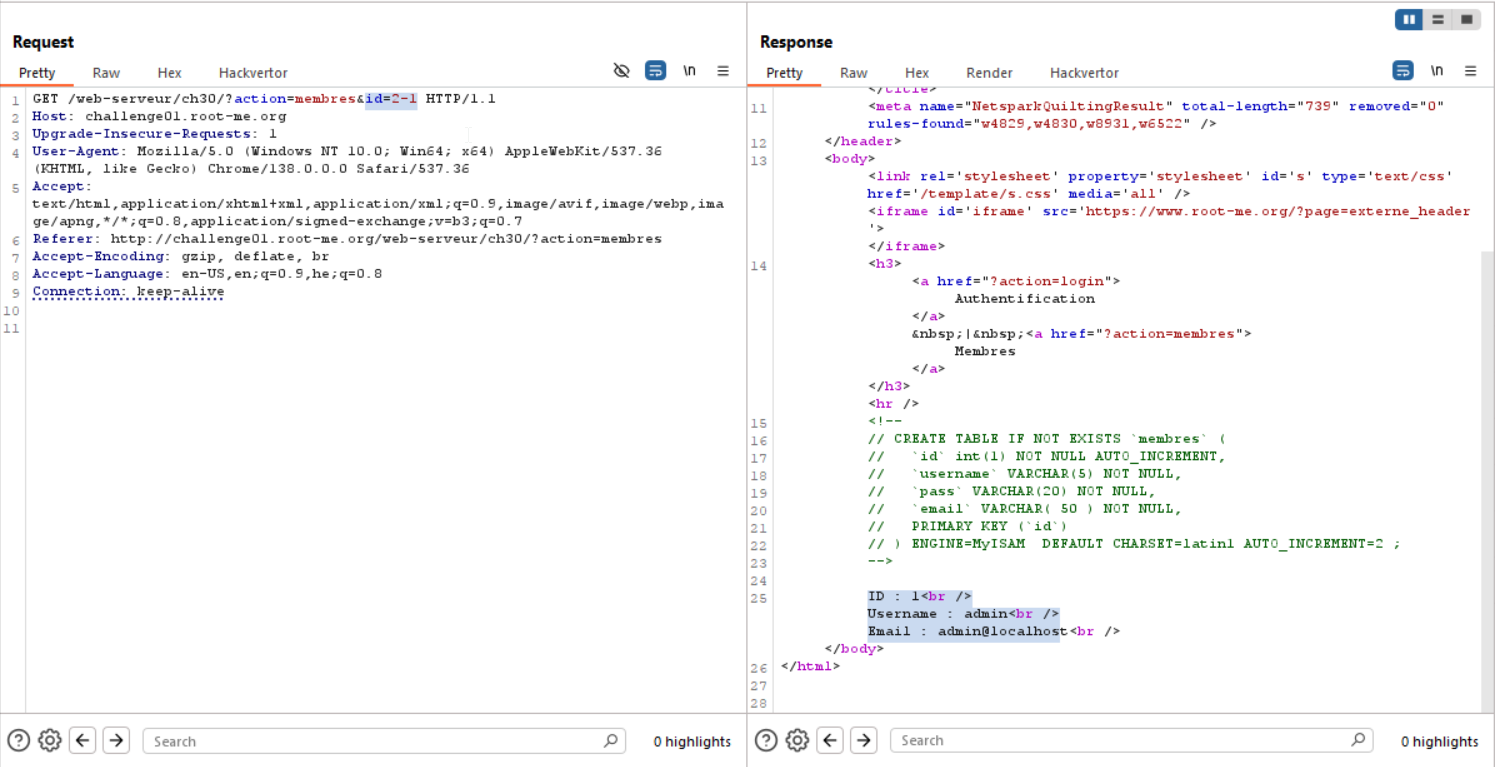 Request
Pretty Raw Hex Hackvertor \n
1 GET /web-serveur/ch30/?action=membres&id=2-1 HTTP/1.1
2 Host: challenge01.root-me.org
3 Upgrade-Insecure-Requests: 1
4 User-Agent: Mozilla/5.0 (Windows NT 10.0; Win64; x64) AppleWebKit/537.36
(KHTML, like Gecko) Chrome/138.0.0.0 Safari/537.36
5 Accept:
text/html,application/xhtml+xml,application/xml;q=0.9,image/avif,image/webp,ima
ge/apng,*/*;q=0.8,application/signed-exchange;v=b3;q=0.7
6 Referer: http://challenge01.root-me.org/web-serveur/ch30/?action=membres
7 Accept-Encoding: gzip, deflate, br
8 Accept-Language: en-US,en;q=0.9,he;q=0.8
9 Connection: keep-alive
10
11
Search 0 highlights
Response
Pretty Raw Hex Render Hackvertor \n
</title>
11 <meta name="NetsparkQuiltingResult" total-length="739" removed="0"
rules-found="w4829,w4830,w8931,w6522" />
12 </header>
13 <body>
<link rel='stylesheet' property='stylesheet' id='s' type='text/css'
href='/template/s.css' media='all' />
<iframe id='iframe' src='https://www.root-me.org/?page=externe_header
'>
</iframe>
14 <h3>
<a href="?action=login">
Authentification
</a>
&nbsp;|&nbsp;<a href="?action=membres">
Membres
</a>
</h3>
<hr />
15 <!--
16 // CREATE TABLE IF NOT EXISTS `membres` (
17 // `id` int(1) NOT NULL AUTO_INCREMENT,
18 // `username` VARCHAR(5) NOT NULL,
19 // `pass` VARCHAR(20) NOT NULL,
20 // `email` VARCHAR( 50 ) NOT NULL,
21 // PRIMARY KEY (`id`)
22 // ) ENGINE=MyISAM DEFAULT CHARSET=latin1 AUTO_INCREMENT=2 ;
23 -->
24
25 ID : 1<br />
Username : admin<br />
Email : admin@localhost<br />
</body>
26 </html>
27
28
Search 0 highlights